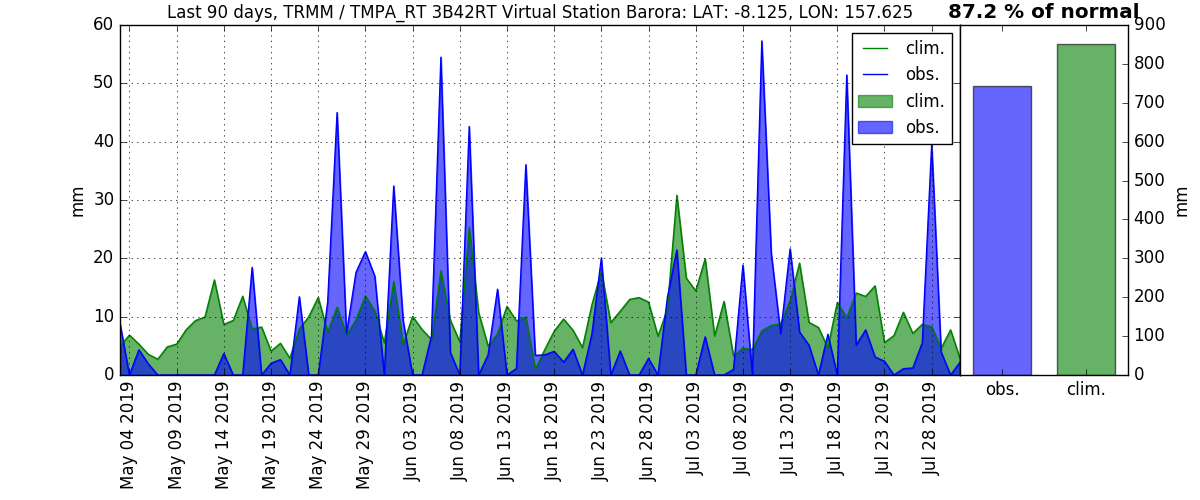 Last 90 days, TRMM / TMPA_RT 3B42RT Virtual Station Barora: LAT: -8.125, LON: 157.625
87.2 % of normal
60
50
40
30
20
10
0
mm
clim.
obs.
clim.
obs.
May 04 2019
May 09 2019
May 14 2019
May 19 2019
May 24 2019
May 29 2019
Jun 03 2019
Jun 08 2019
Jun 13 2019
Jun 18 2019
Jun 23 2019
Jun 28 2019
Jul 03 2019
Jul 08 2019
Jul 13 2019
Jul 18 2019
Jul 23 2019
Jul 28 2019
900
800
700
600
500
400
300
200
100
0
mm
obs.
clim.